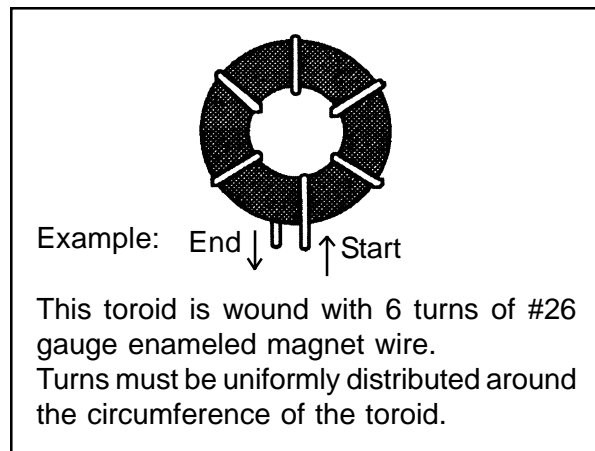 Example: End Start
This toroid is wound with 6 turns of #26
gauge enameled magnet wire.
Turns must be uniformly distributed around
the circumference of the toroid.